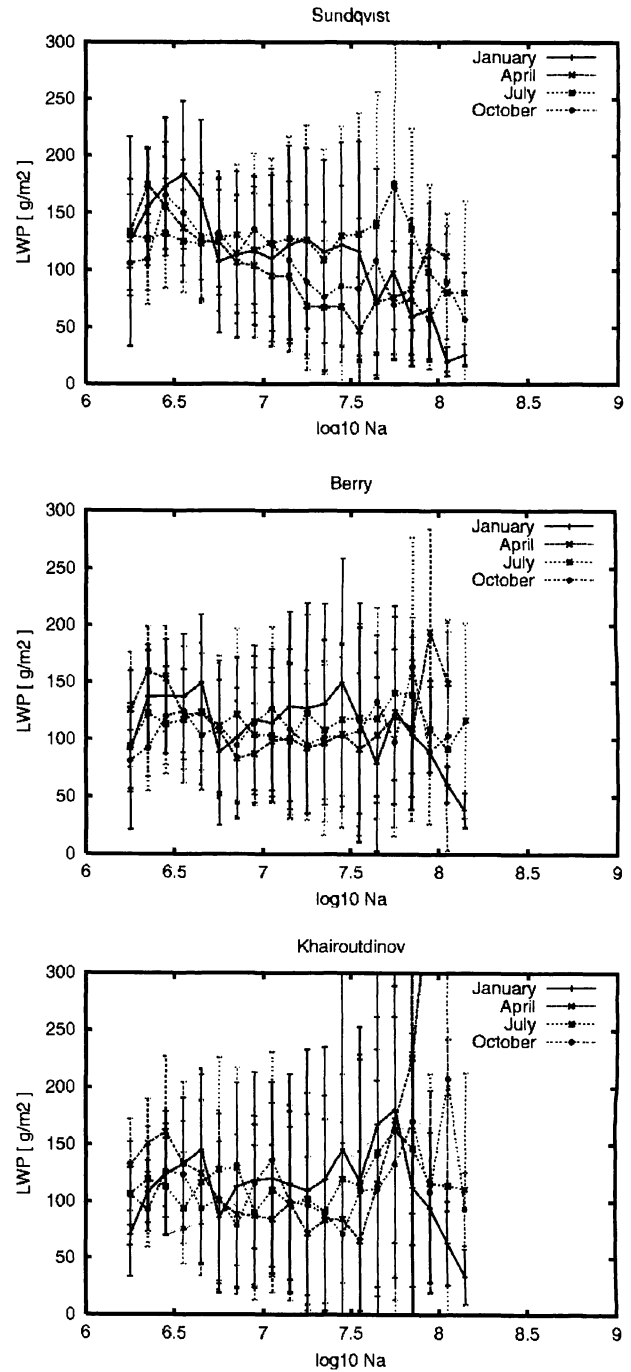 Sundqvist
300
250
200
150
100
50
0
LWP [ g/m2 ]
January
April
July
October
6
6.5
7
7.5
8
8.5
9
log10 Na
Berry
300
250
200
150
100
50
0
LWP [ g/m2 ]
January
April
July
October
6
6.5
7
7.5
8
8.5
9
log10 Na
Khairoutdinov
300
250
200
150
100
50
0
LWP [ g/m2 ]
January
April
July
October
6
6.5
7
7.5
8
8.5
9
log10 Na